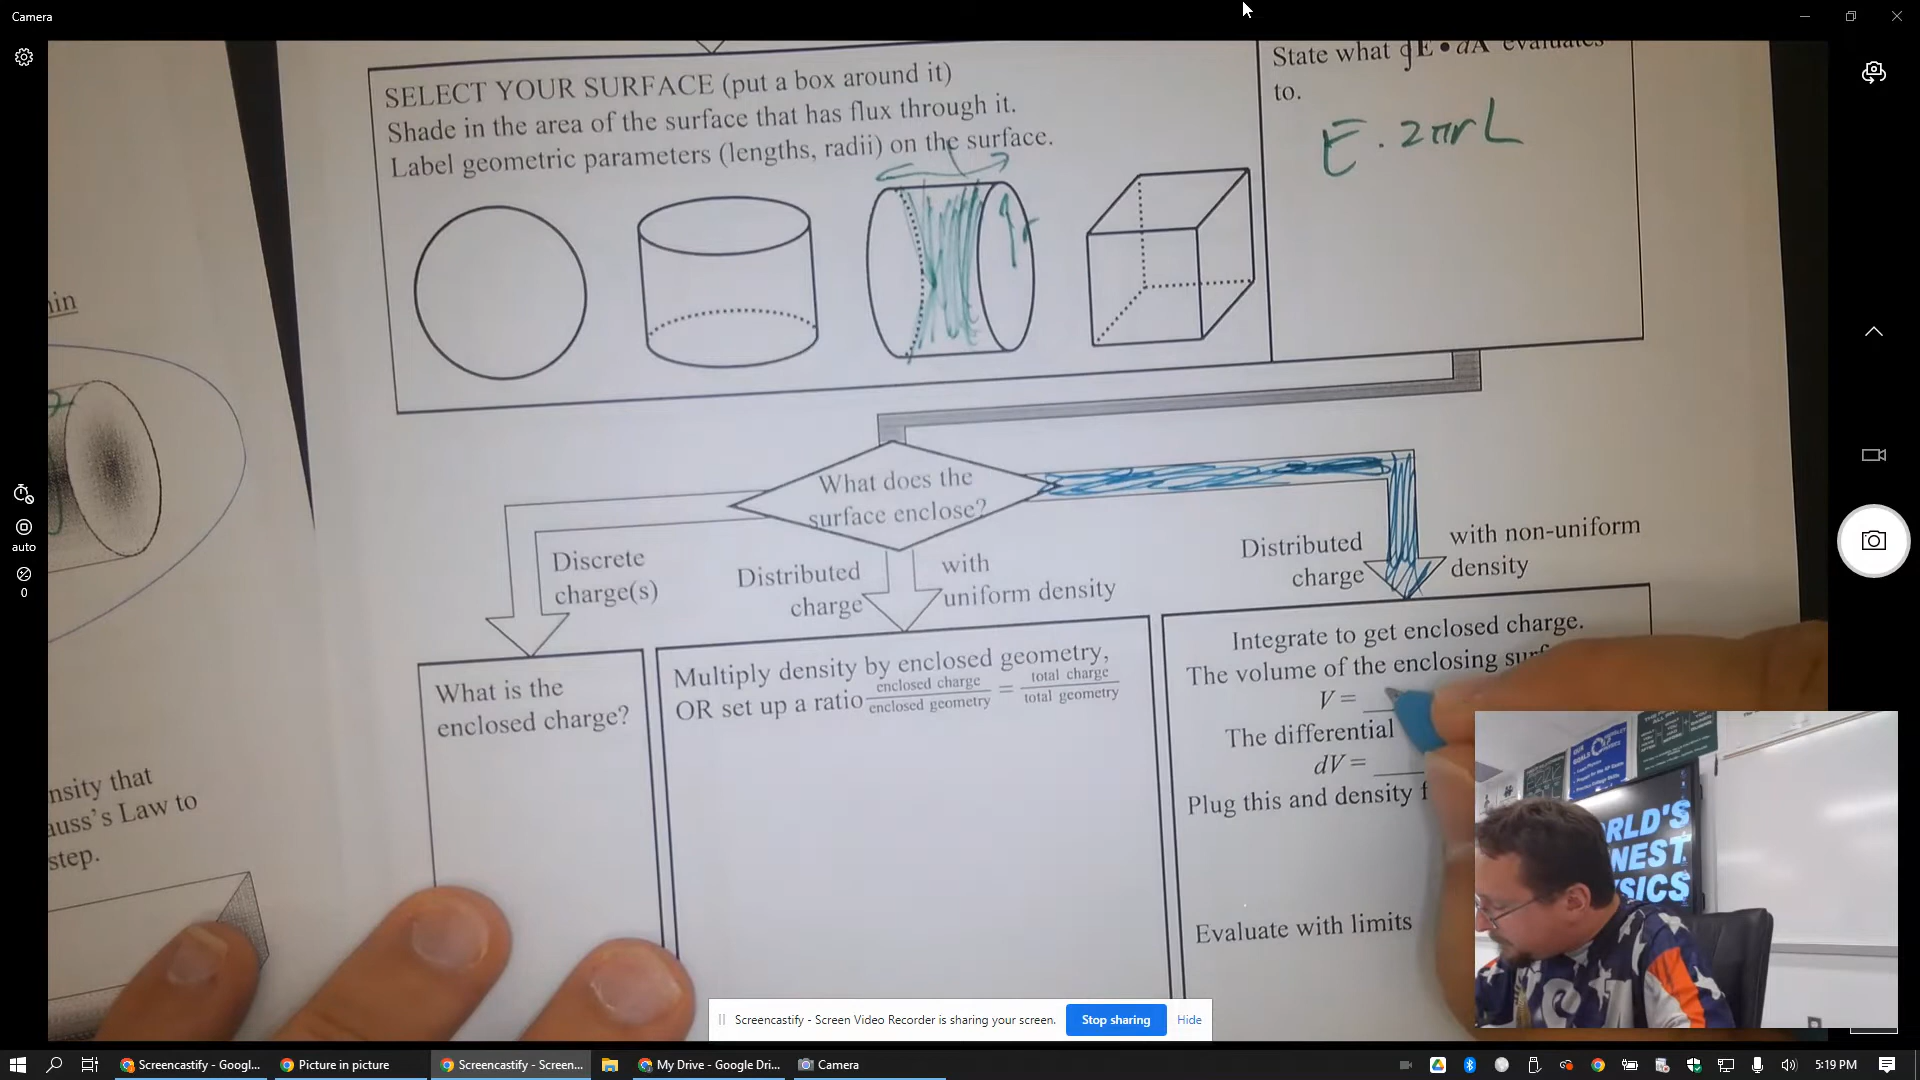 Camera
SELECT YOUR SURFACE (put a box around it)
Shade in the area of the surface that has flux through it.
Label geometric parameters (lengths, radii) on the surface.
L
r
State what ∮E • dA evaluates
to.
E · 2πr L
What does the
surface enclose?
Discrete
charge(s)
Distributed
charge
with
uniform density
Distributed
charge
with non-uniform
density
What is the
enclosed charge?
Multiply density by enclosed geometry,
OR set up a ratio enclosed charge / enclosed geometry = total charge / total geometry
Integrate to get enclosed charge.
The volume of the enclosing
V = __
The differential
dV = ___
Plug this and density
Evaluate with limits
nsity that
auss's Law to
step.
auto
0
RLD'S
NEST
SICS
Screencastify - Screen Video Recorder is sharing your screen.
Stop sharing
Hide
Screencastify - Googl...
Picture in picture
Screencastify - Screen...
My Drive - Google Dri...
Camera
5:19 PM